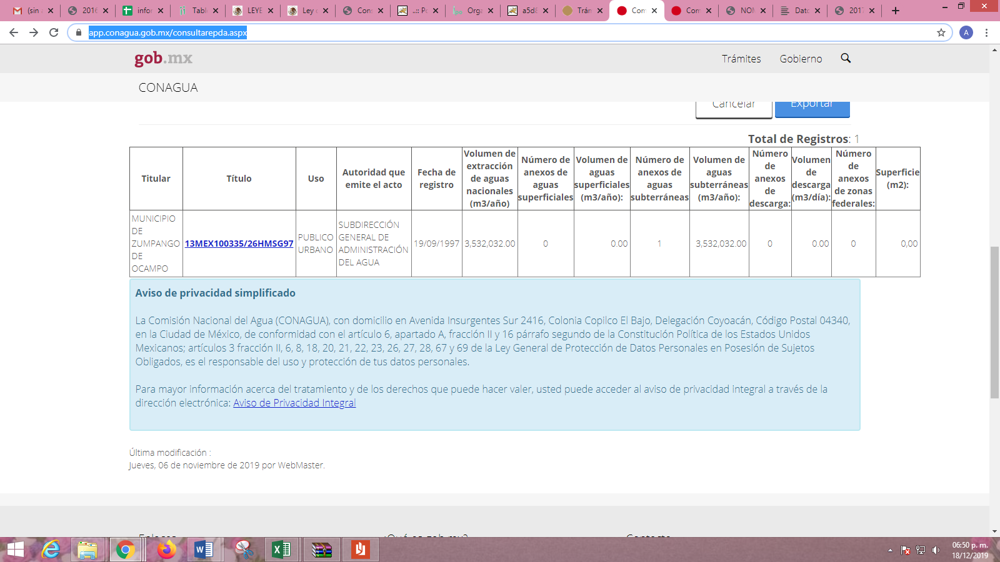 (sin
2016
infor
Tabl
LEYE
Ley
Cons
..:: Po
Orga
a5d8
Trán
Com
Com
NOM
Dato
2017
app.conagua.gob.mx/consultarepda.aspx
A
gob.mx
Trámites
Gobierno
CONAGUA
Cancelar
Exportar
Total de Registros: 1
Titular
Título
Uso
Autoridad que
emite el acto
Fecha de
registro
Volumen de
extracción
de aguas
nacionales
(m3/año)
Número de
anexos de
aguas
superficiales
Volumen de
aguas
superficiales
(m3/año):
Número de
anexos de
aguas
subterráneas
Volumen de
aguas
subterráneas
(m3/año):
Número
de
anexos
de
descarga:
Volumen
de
descarga
(m3/día):
Número
de
anexos
de zonas
federales:
Superficie
(m2):
MUNICIPIO
DE
ZUMPANGO
DE
OCAMPO
13MEX100335/26HMSG97
PUBLICO
URBANO
SUBDIRECCIÓN
GENERAL DE
ADMINISTRACIÓN
DEL AGUA
19/09/1997
3,532,032.00
0
0.00
1
3,532,032.00
0
0.00
0
0,00
Aviso de privacidad simplificado
La Comisión Nacional del Agua (CONAGUA), con domicilio en Avenida Insurgentes Sur 2416, Colonia Copilco El Bajo, Delegación Coyoacán, Código Postal 04340,
en la Ciudad de México, de conformidad con el artículo 6, apartado A, fracción II y 16 párrafo segundo de la Constitución Política de los Estados Unidos
Mexicanos; artículos 3 fracción II, 6, 8, 18, 20, 21, 22, 23, 26, 27, 28, 67 y 69 de la Ley General de Protección de Datos Personales en Posesión de Sujetos
Obligados, es el responsable del uso y protección de tus datos personales.
Para mayor información acerca del tratamiento y de los derechos que puede hacer valer, usted puede acceder al aviso de privacidad integral a través de la
dirección electrónica: Aviso de Privacidad Integral
Última modificación :
Jueves, 06 de noviembre de 2019 por WebMaster.
Enlaces
¿Qué es gob.mx?
Contacto
06:50 p. m.
18/12/2019